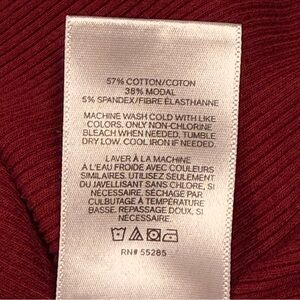 57% COTTON/COTON
38% MODAL
5% SPANDEX/FIBRE ÉLASTHANNE
MACHINE WASH COLD WITH LIKE
COLORS. ONLY NON-CHLORINE
BLEACH WHEN NEEDED, TUMBLE
DRY LOW. COOL IRON IF NEEDED.
LAVER À LA MACHINE
À L'EAU FROIDE AVEC COULEURS
SIMILAIRES. UTILISEZ SEULEMENT
DU JAVELLISANT SANS CHLORE, SI
NÉCESSAIRE. SÉCHAGE PAR
CULBUTAGE À TEMPÉRATURE
BASSE. REPASSAGE DOUX, SI
NÉCESSAIRE.
RN# 55285